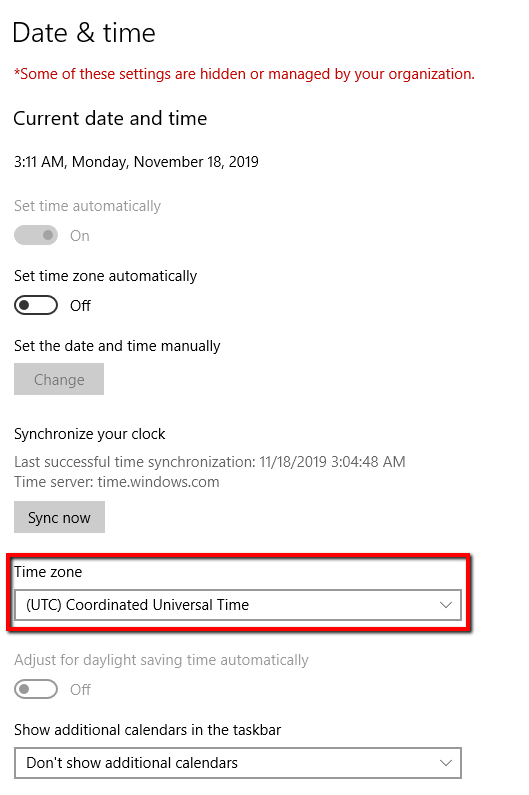 Date & time
*Some of these settings are hidden or managed by your organization.
Current date and time
3:11 AM, Monday, November 18, 2019
Set time automatically
On
Set time zone automatically
Off
Set the date and time manually
Change
Synchronize your clock
Last successful time synchronization: 11/18/2019 3:04:48 AM
Time server: time.windows.com
Sync now
Time zone
(UTC) Coordinated Universal Time
Adjust for daylight saving time automatically
Off
Show additional calendars in the taskbar
Don't show additional calendars